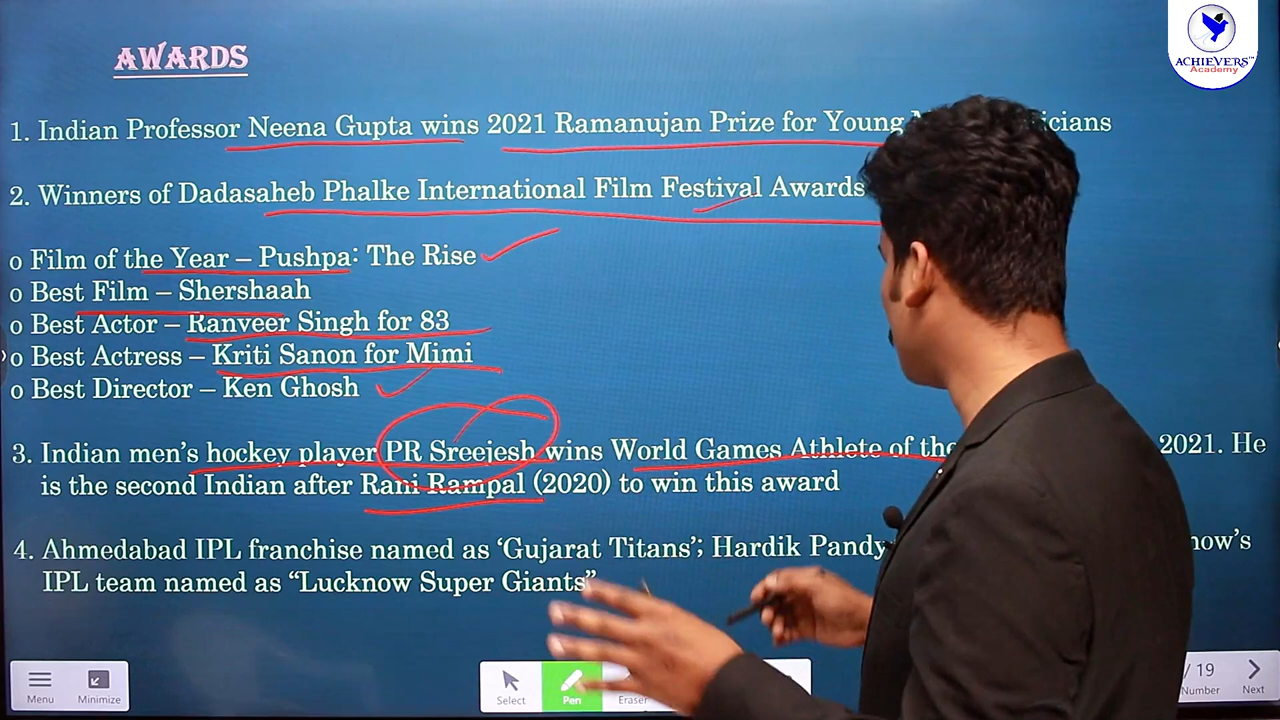 ACHIEVERS™
Academy
AWARDS
1. Indian Professor Neena Gupta wins 2021 Ramanujan Prize for Young
2. Winners of Dadasaheb Phalke International Film Festival Awards
o Film of the Year – Pushpa: The Rise
o Best Film – Shershaah
o Best Actor – Ranveer Singh for 83
o Best Actress – Kriti Sanon for Mimi
o Best Director – Ken Ghosh
3. Indian men's hockey player PR Sreejesh wins World Games Athlete of the 2021. He
is the second Indian after Rani Rampal (2020) to win this award
4. Ahmedabad IPL franchise named as ‘Gujarat Titans’; Hardik
IPL team named as “Lucknow Super Giants”
Menu Minimize Select Pen Eraser / 19 Number Next